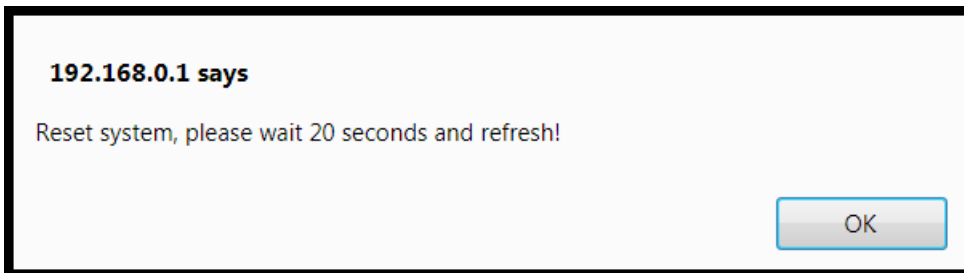 192.168.0.1 says
Reset system, please wait 20 seconds and refresh!
OK